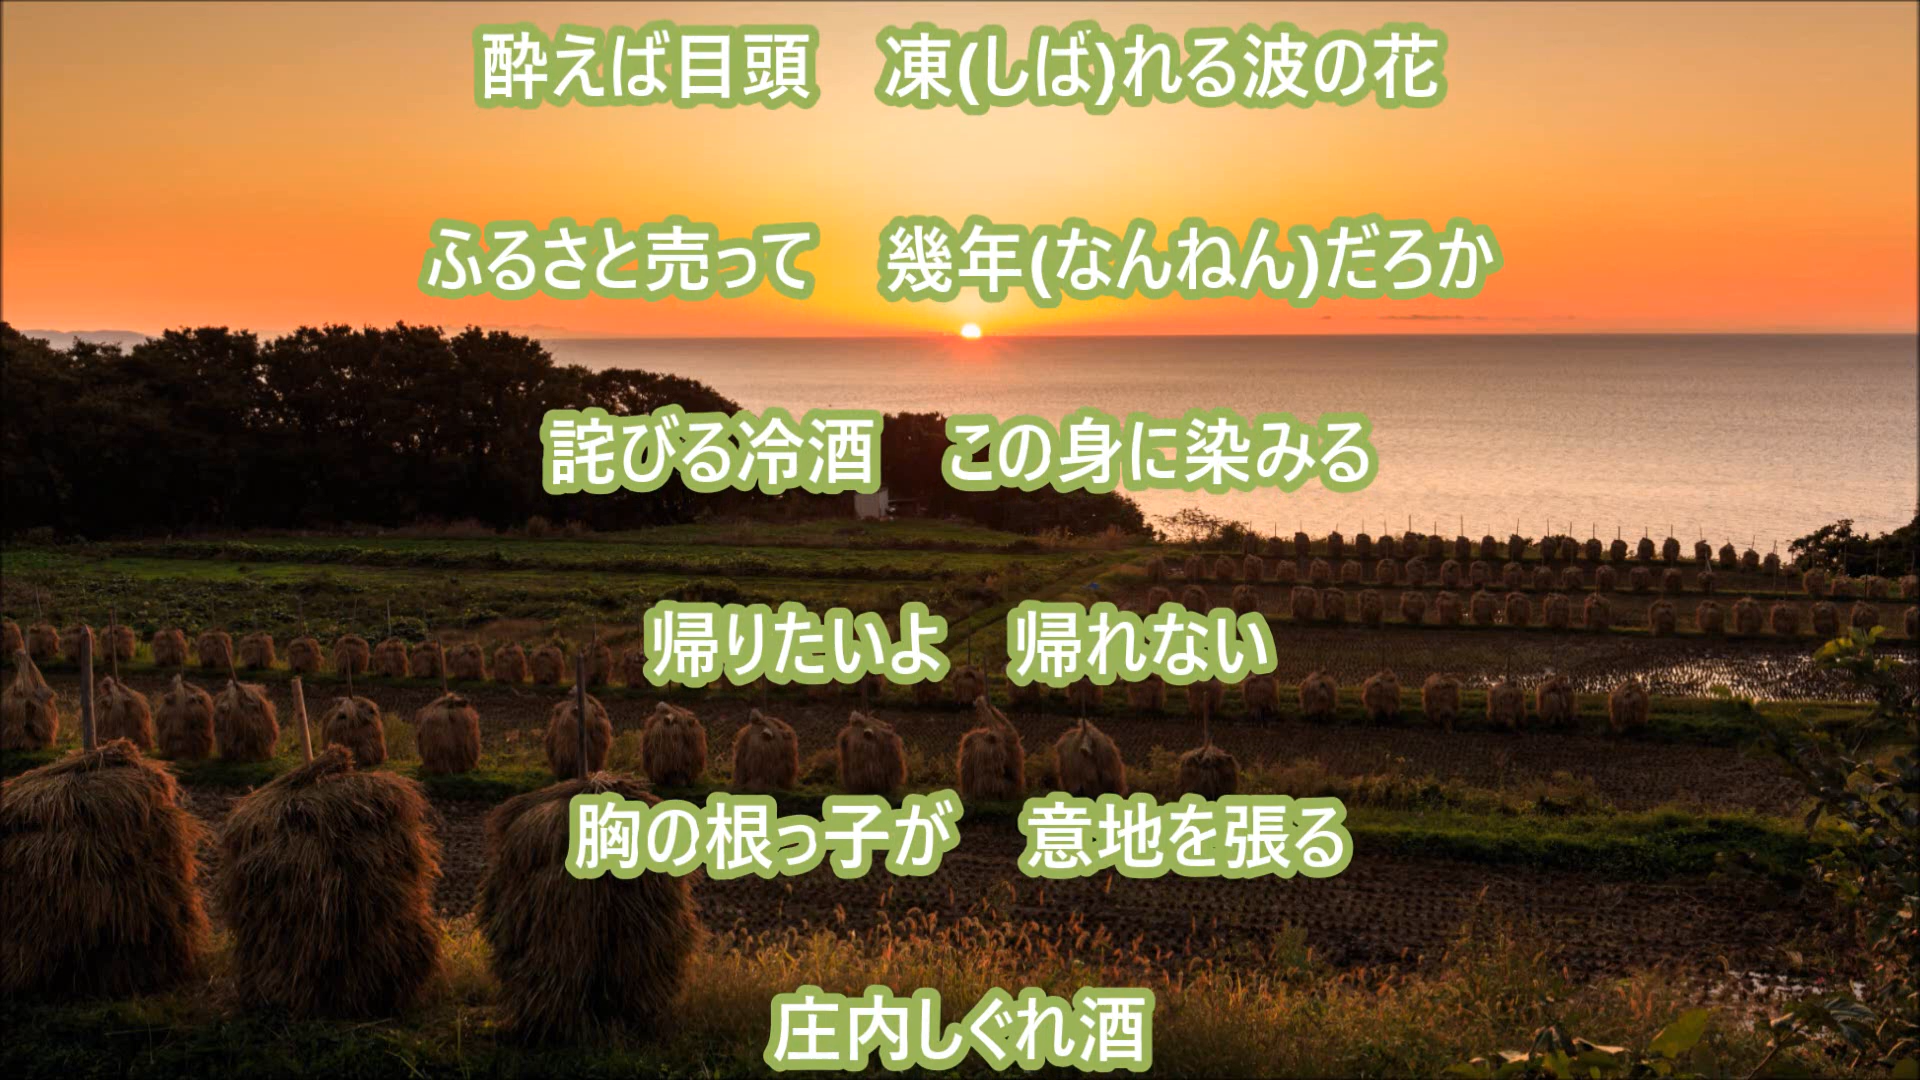 酔えば目頭　凍(しば)れる波の花
ふるさと売って　幾年(なんねん)だろか
詫びる冷酒　この身に染みる
帰りたいよ　帰れない
胸の根っ子が　意地を張る
庄内しぐれ酒